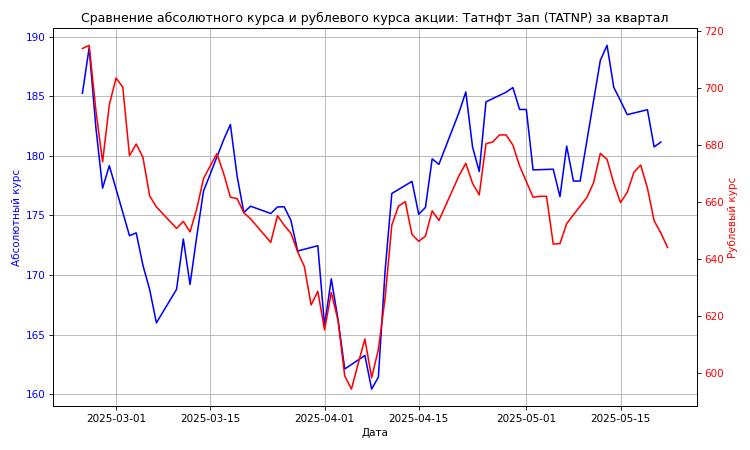 Сравнение абсолютного курса и рублевого курса акции: Татнфт 3ап (TATNP) за квартал
190
185
180
175
170
165
160
Абсолютный курс
720
700
680
660
640
620
600
Рублевый курс
2025-03-01 2025-03-15 2025-04-01 2025-04-15 2025-05-01 2025-05-15
Дата